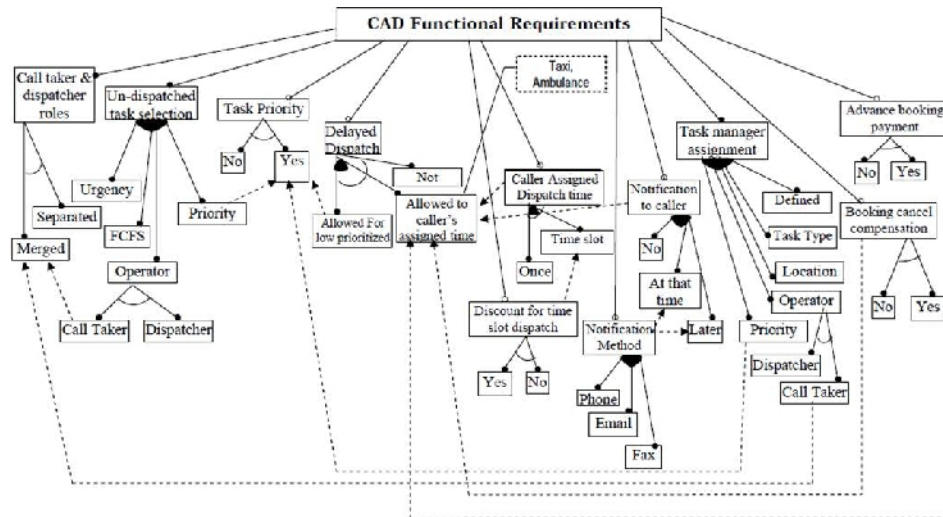 CAD Functional Requirements
Call taker &
dispatcher
roles
Un-dispatched
task selection
Task Priority
Delayed
Dispatch
Taxi,
Ambulance
Task manager
assignment
Advance booking
payment
No
Yes
Not
Caller Assigned
Dispatch time
Notification
to caller
Defined
No
Yes
Urgency
Separated
Priority
Allowed For
low prioritized
Allowed to
caller's
assigned time
Booking cancel
compensation
FCFS
Time slot
No
Task Type
Merged
Operator
Once
At that
time
Location
Operator
No
Yes
Call Taker
Dispatcher
Discount for time
slot dispatch
Notification
Method
Later
Priority
Dispatcher
Yes
No
Phone
Call Taker
Email
Fax